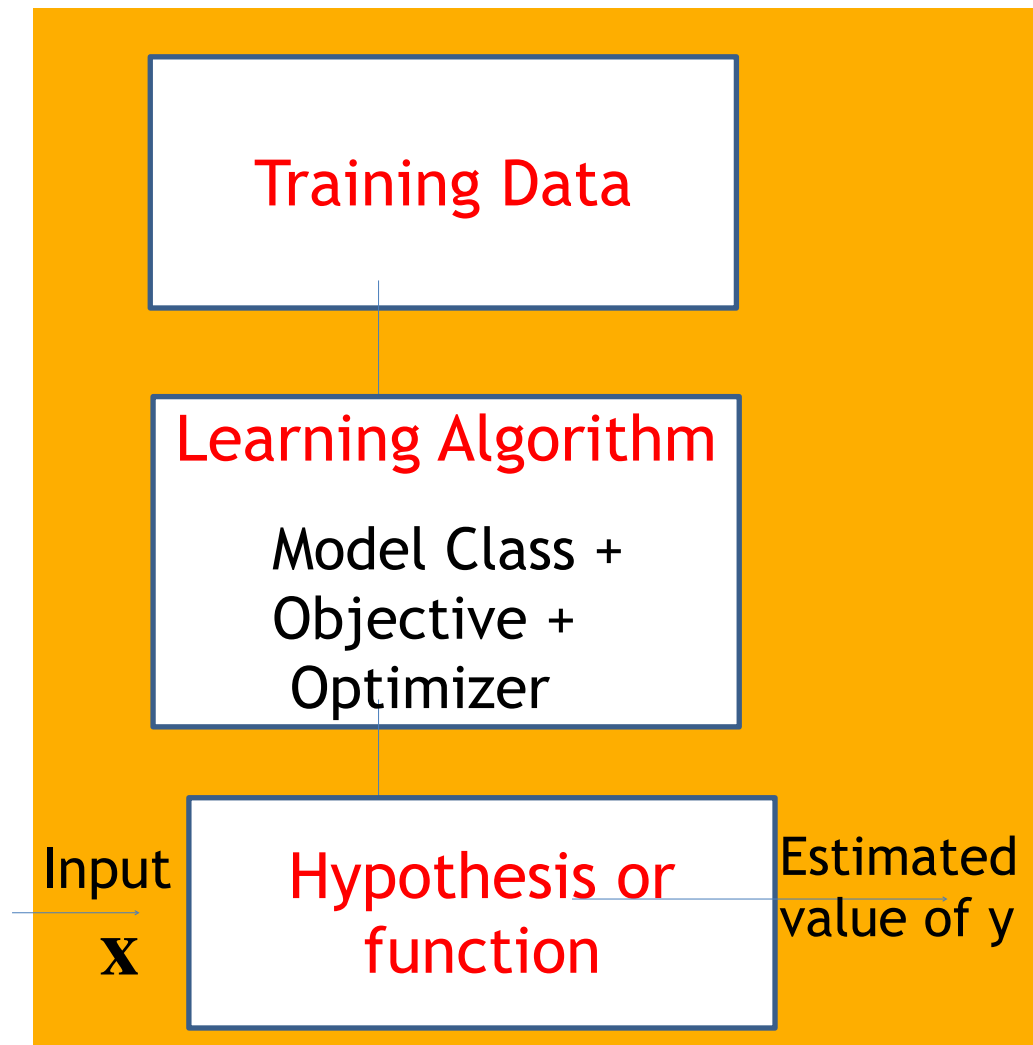 Training Data
Learning Algorithm
Model Class +
Objective +
Optimizer
Input
x
Hypothesis or
function
Estimated
value of y